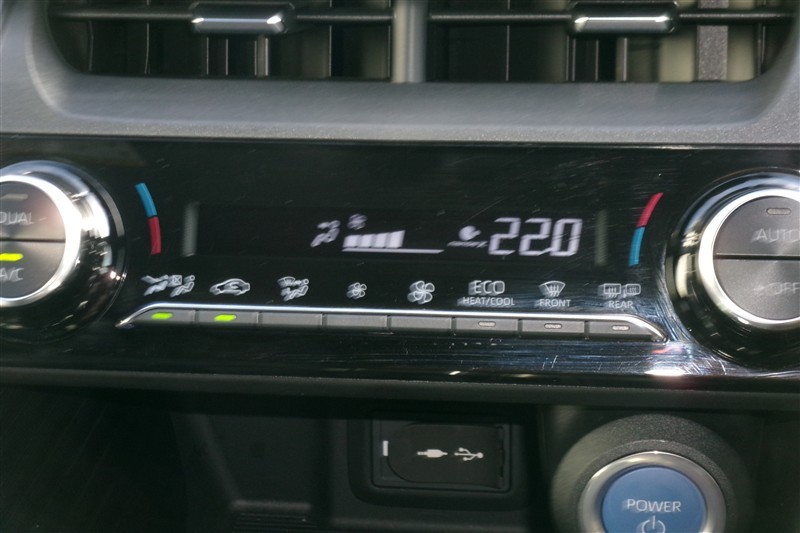 DUAL
A/C
22.0
ECO
HEAT/COOL
FRONT
REAR
AUTO
OFF
POWER